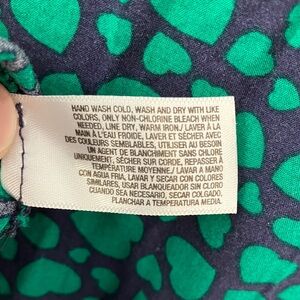 HAND WASH COLD, WASH AND DRY WITH LIKE
COLORS, ONLY NON-CHLORINE BLEACH WHEN
NEEDED, LINE DRY, WARM IRON,/ LAVER À LA
MAIN À L'EAU FROIDE, LAVER ET SÉCHER AVEC
DES COULEURS SEMBLABLES, UTILISER AU BESOIN
UN AGENT DE BLANCHIMENT SANS CHLORE
UNIQUEMENT, SÉCHER SUR CORDE, REPASSER À
TEMPÉRATURE MOYENNE./ LAVAR A MANO
CON AGUA FRIA, LAVAR Y SECAR CON COLORES
SIMILARES, USAR BLANQUEADOR SIN CLORO
CUANDO SEA NECESARIO, SECAR COLGADO,
PLANCHAR A TEMPERATURA MEDIA.